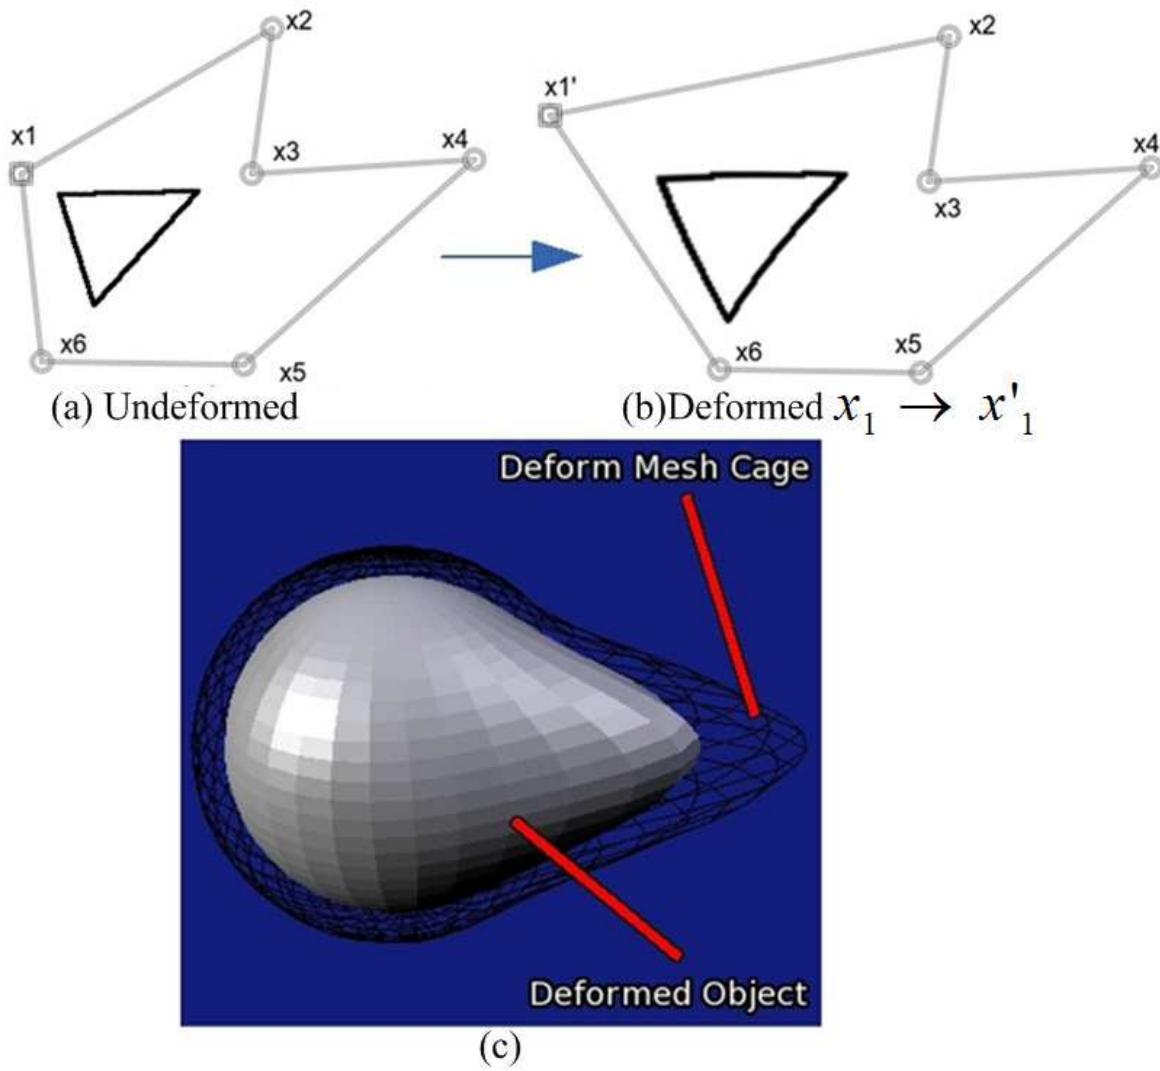 x2
x1
x3
x4
x6
x5
x2
x1'
x4
x3
x6
x5
(a) Undeformed
(b)Deformed x₁ → x'₁
Deform Mesh Cage
Deformed Object
(c)